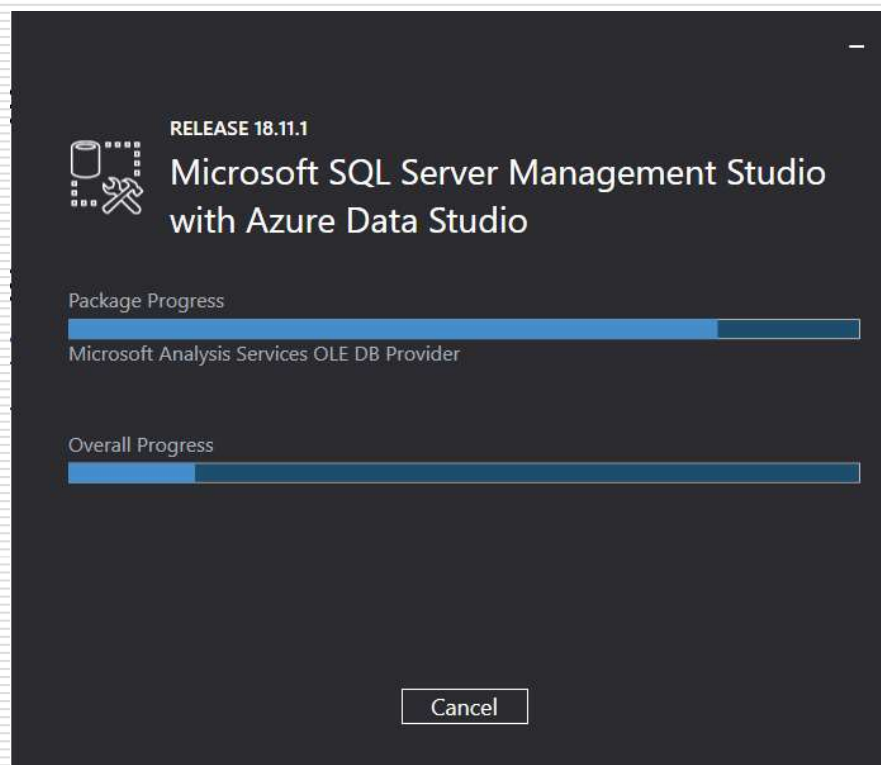 RELEASE 18.11.1
Microsoft SQL Server Management Studio
with Azure Data Studio
Package Progress
Microsoft Analysis Services OLE DB Provider
Overall Progress
Cancel